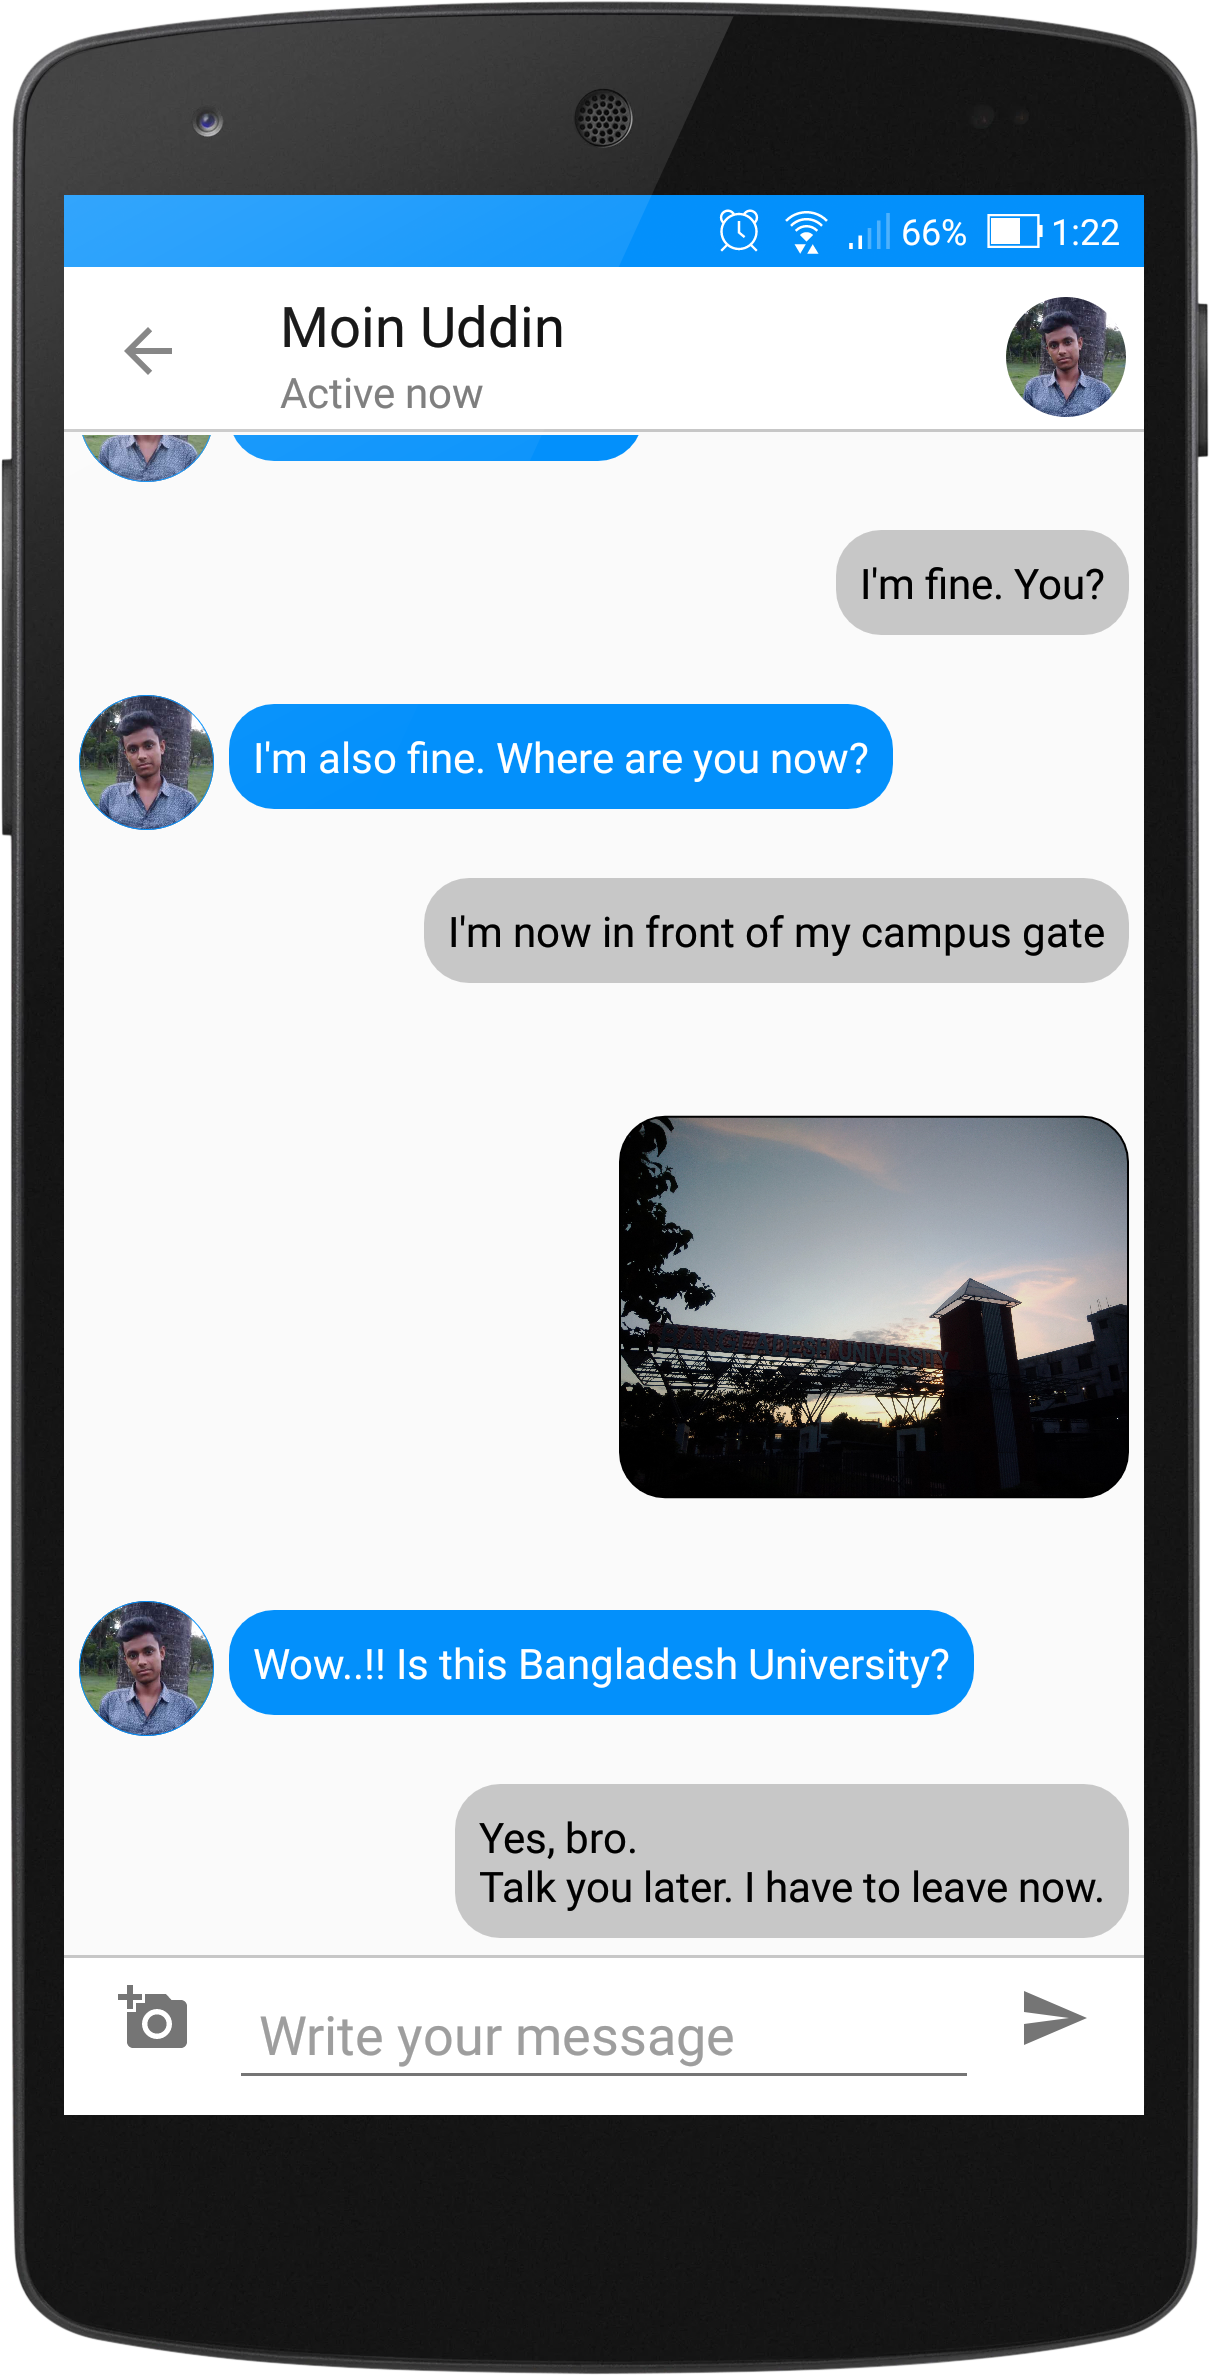 66% 1:22
Moin Uddin
Active now
I'm fine. You?
I'm also fine. Where are you now?
I'm now in front of my campus gate
UNIVERSITY
Wow..!! Is this Bangladesh University?
Yes, bro.
Talk you later. I have to leave now.
Write your message